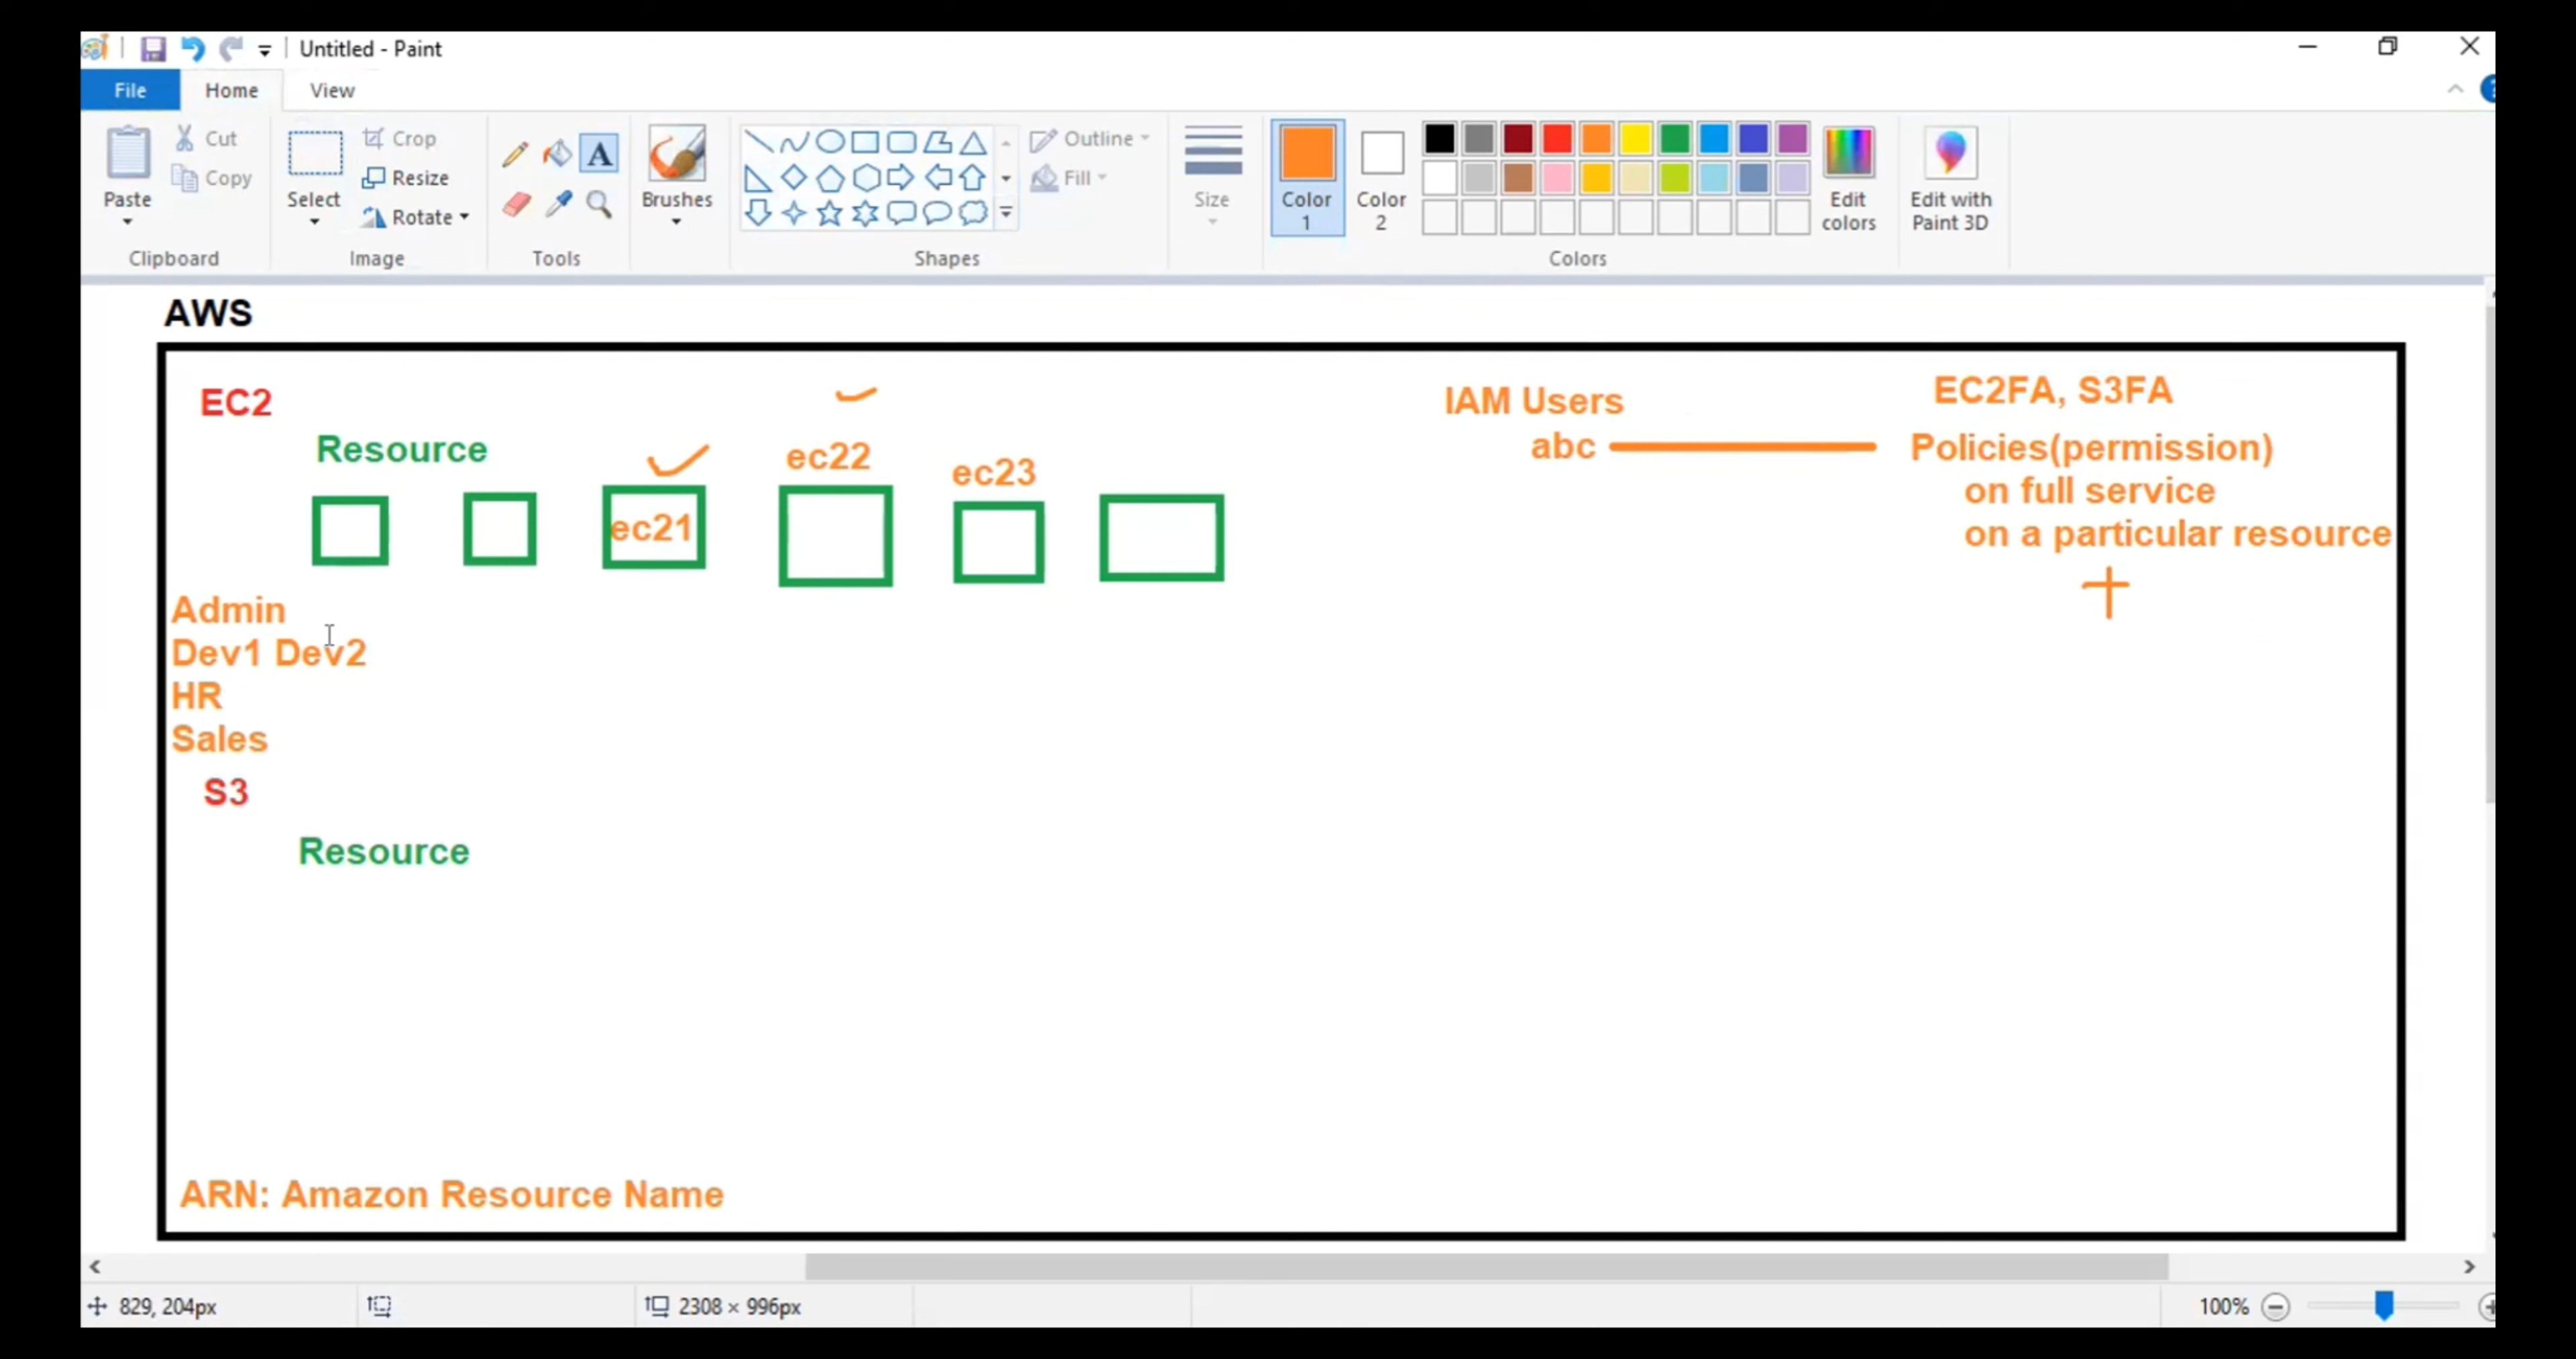 Untitled - Paint
File Home View
Paste
Cut
Copy
Clipboard
Select
Crop
Resize
Rotate
Image
A
Tools
Brushes
Shapes
Outline
Fill
Size
Color 1
Color 2
Colors
Edit colors
Edit with Paint 3D
AWS
EC2
Resource
ec21
ec22
ec23
IAM Users
abc
EC2FA, S3FA
Policies(permission)
on full service
on a particular resource
Admin
Dev1 Dev2
HR
Sales
S3
Resource
ARN: Amazon Resource Name
829, 204px
2308 × 996px
100%